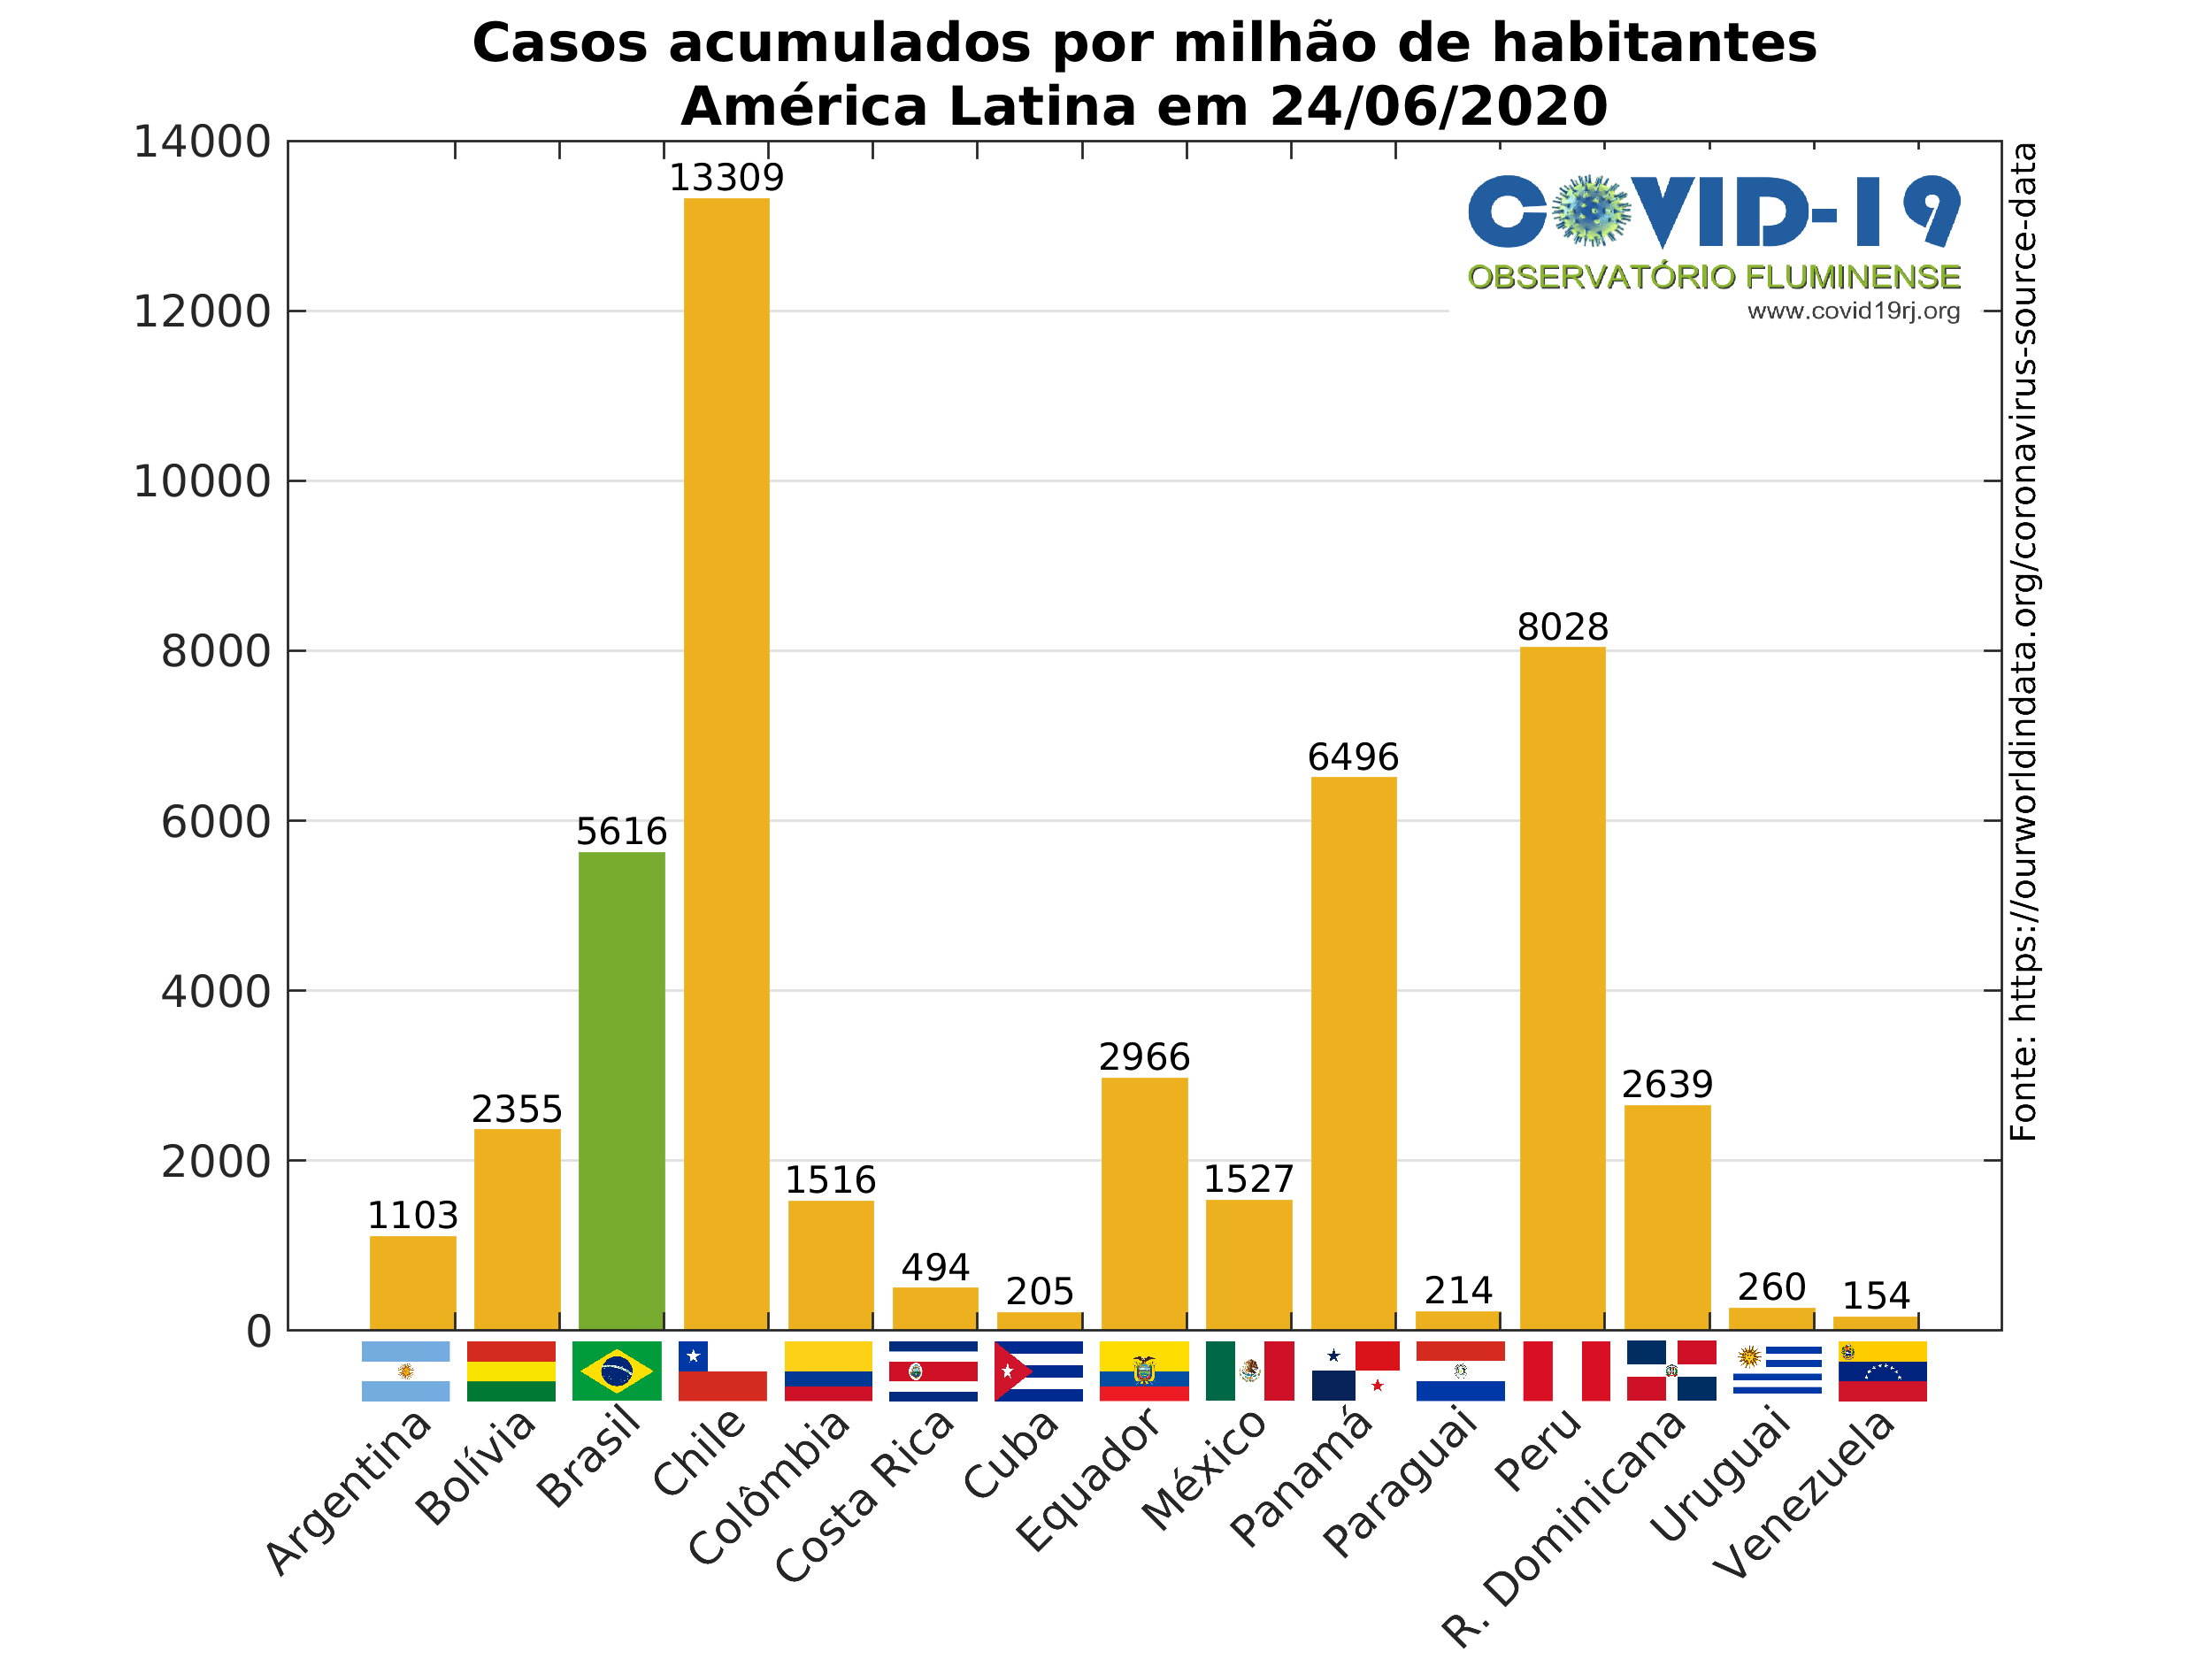 Casos acumulados por milhão de habitantes
América Latina em 24/06/2020
14000
12000
10000
8000
6000
4000
2000
0
1103
2355
5616
13309
1516
494
205
2966
1527
6496
214
8028
2639
260
154
COVID-19
OBSERVATÓRIO FLUMINENSE
www.covid19rj.org
Fonte: https://ourworldindata.org/coronavirus-source-data
Argentina
Bolívia
Brasil
Chile
Colômbia
Costa Rica
Cuba
Equador
México
Panamá
Paraguai
Peru
R. Dominicana
Uruguai
Venezuela